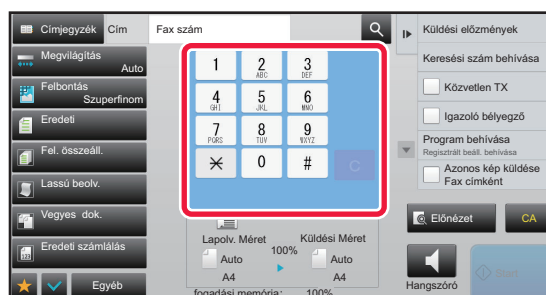 Címjegyzék
Cím
Fax szám
Megvilágítás
Auto
Felbontás
Szuperfinom
Eredeti
Fel. összeáll.
Lassú beolv.
Vegyes dok.
Eredeti számlálás
Egyéb
1
2
ABC
3
DEF
4
GHI
5
JKL
6
MNO
7
PQRS
8
TUV
9
WXYZ
0
#
C
Lapolv. Méret
100%
Küldési Méret
Auto
A4
Auto
A4
fogadási memória: 100%
Küldési előzmények
Keresési szám behívása
Közvetlen TX
Igazoló bélyegző
Program behívása
Regisztrált beáll. behívása
Azonos kép küldése
Fax címként
Előnézet
CA
Hangszóró
Start